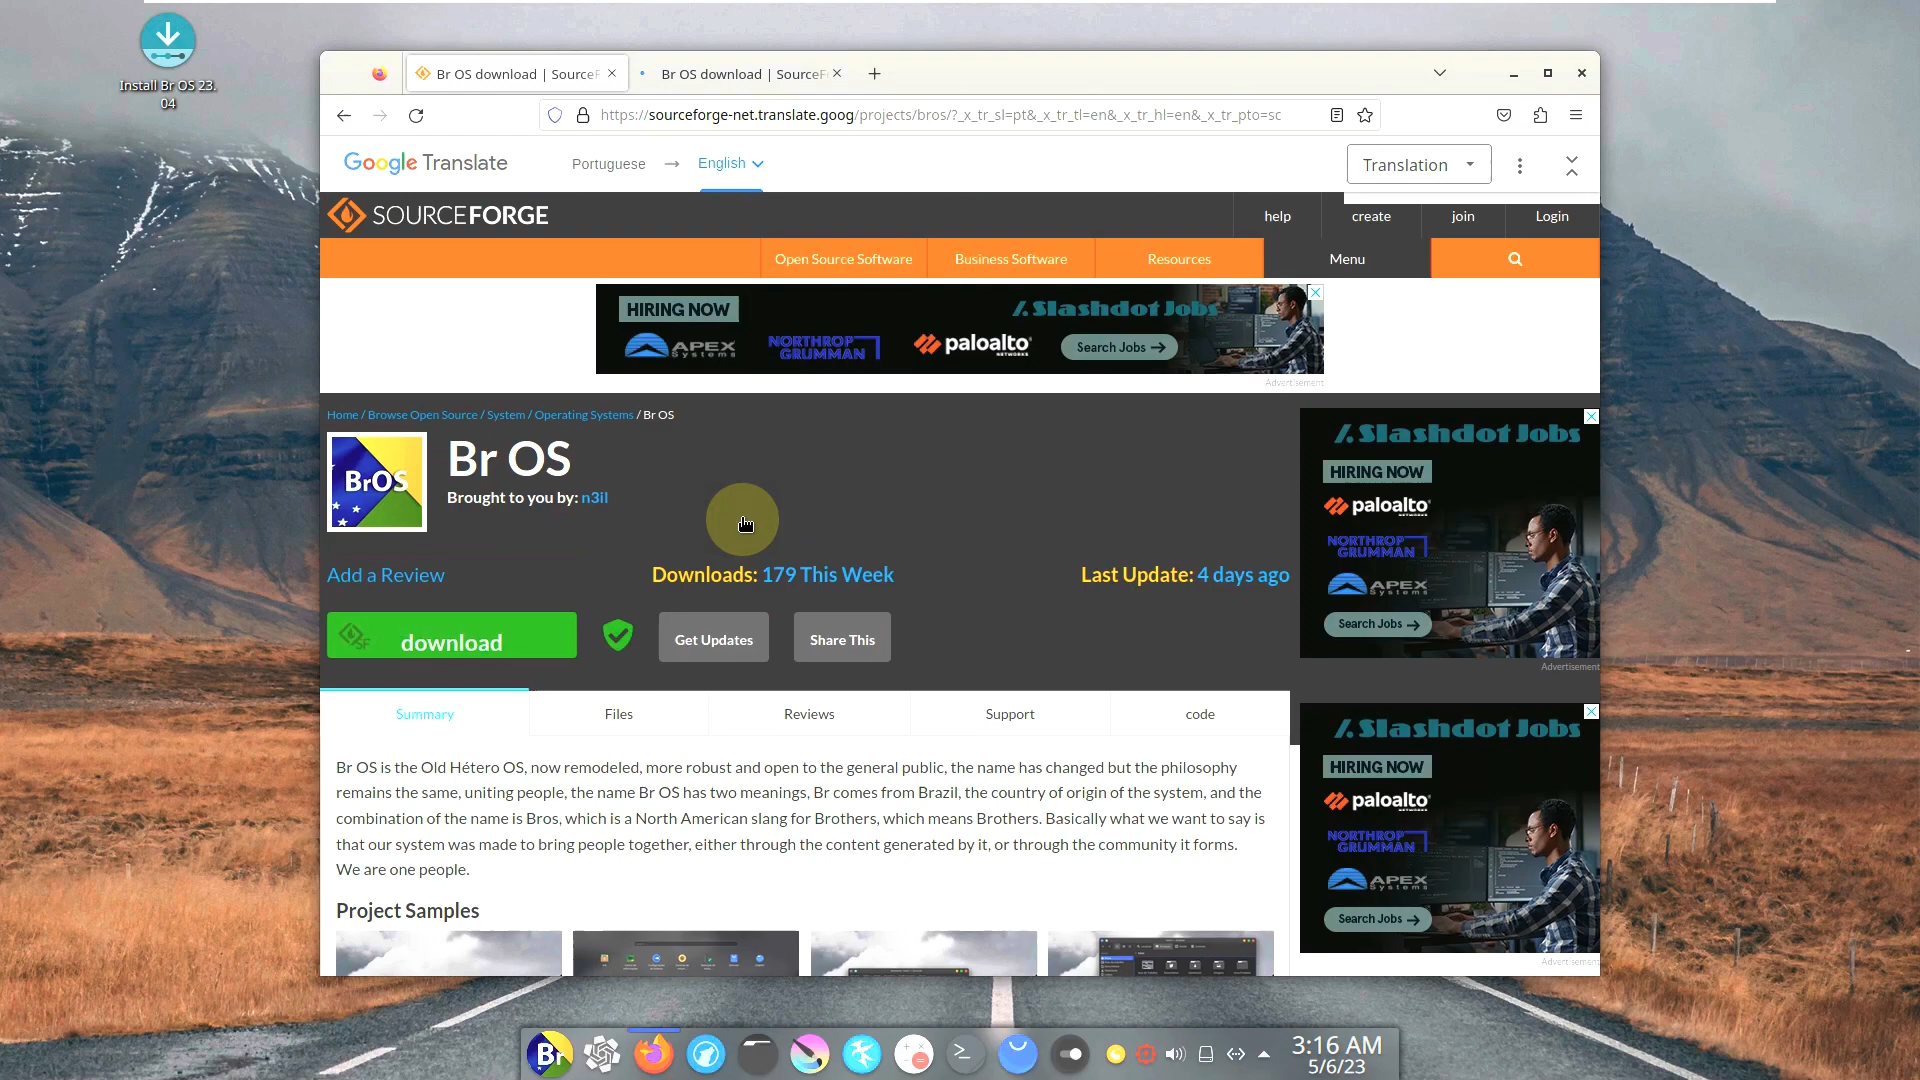 Install Br OS 23.
04
Br OS download | SourceF
Br OS download | SourceF
https://sourceforge-net.translate.goog/projects/bros/?_x_tr_sl=pt&_x_tr_tl=en&_x_tr_hl=en&_x_tr_pto=sc
Google Translate
Portuguese → English
Translation
SOURCEFORGE
help
create
join
Login
Open Source Software
Business Software
Resources
Menu
HIRING NOW
Slashdot Jobs
APEX Systems
NORTHROP GRUMMAN
paloalto NETWORKS
Search Jobs →
Advertisement
Home / Browse Open Source / System / Operating Systems / Br OS
BrOS
Br OS
Brought to you by: n3il
Add a Review
Downloads: 179 This Week
Last Update: 4 days ago
SF
download
Get Updates
Share This
Slashdot Jobs
HIRING NOW
paloalto NETWORKS
NORTHROP GRUMMAN
APEX Systems
Search Jobs →
Advertisement
Summary
Files
Reviews
Support
code
Br OS is the Old Hétero OS, now remodeled, more robust and open to the general public, the name has changed but the philosophy
remains the same, uniting people, the name Br OS has two meanings, Br comes from Brazil, the country of origin of the system, and the
combination of the name is Bros, which is a North American slang for Brothers, which means Brothers. Basically what we want to say is
that our system was made to bring people together, either through the content generated by it, or through the community it forms.
We are one people.
Project Samples
Slashdot Jobs
HIRING NOW
paloalto NETWORKS
NORTHROP GRUMMAN
APEX Systems
Search Jobs →
Advertisement
Br
3:16 AM
5/6/23